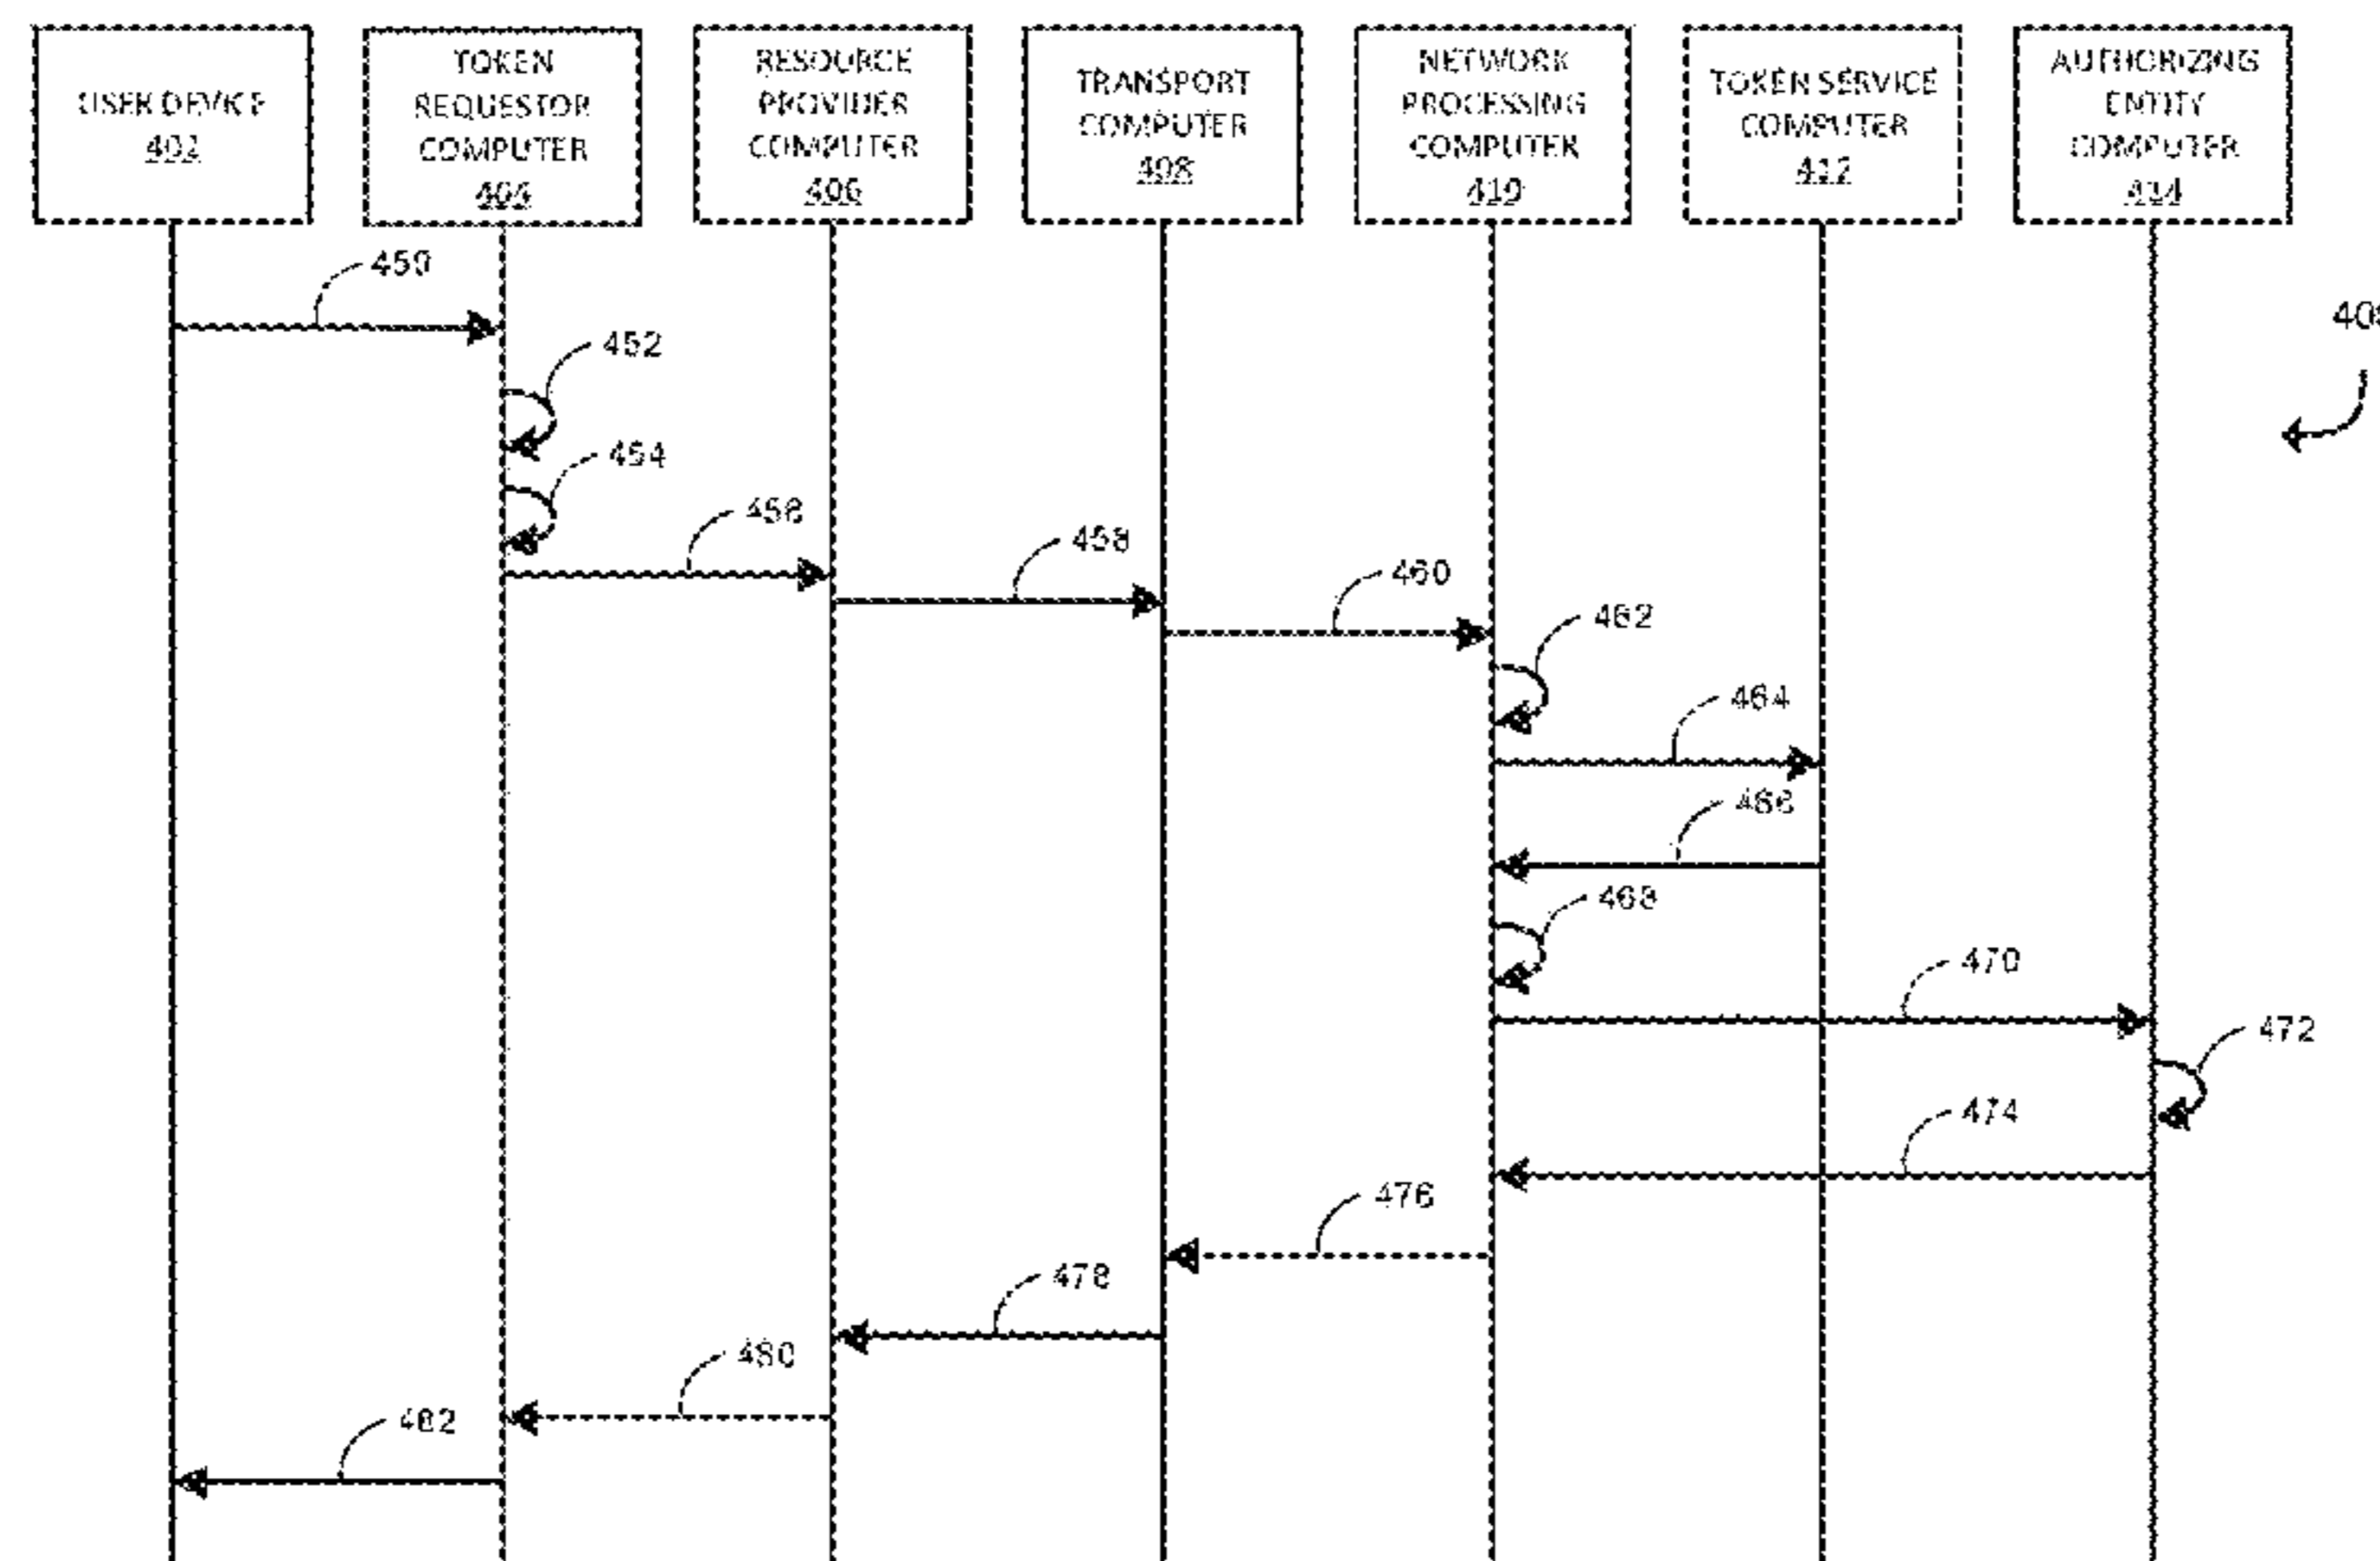 USER DEVICE
402
TOKEN
REQUESTOR
COMPUTER
404
RESOURCE
PROVIDER
COMPUTER
406
TRANSPORT
COMPUTER
408
NETWORK
PROCESSING
COMPUTER
410
TOKEN SERVICE
COMPUTER
412
AUTHORIZING
ENTITY
COMPUTER
414
450
452
454
456
458
460
462
464
466
468
470
472
474
476
478
480
482